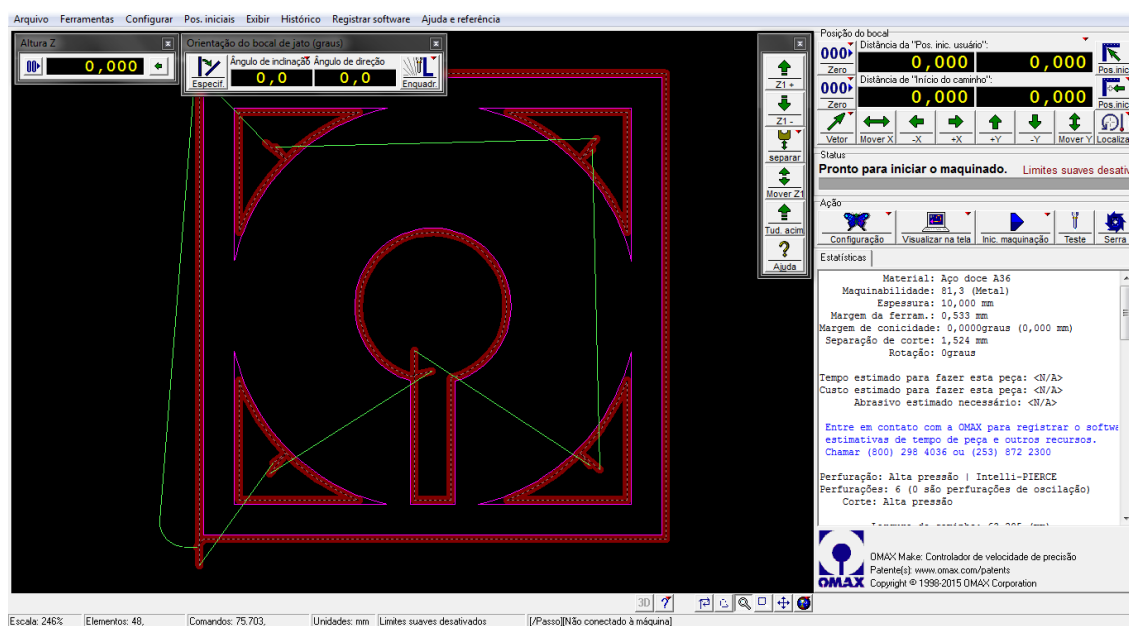 Arquivo Ferramentas Configurar Pos. iniciais Exibir Histórico Registrar software Ajuda e referência
Altura Z
0,000
Orientação do bocal de jato (graus)
Ângulo de inclinação Ângulo de direção
0,0 0,0
Especif. Enquadr.
Z1 +
Z1 -
separar
Mover Z1
Tud. acim
Ajuda
Posição do bocal
Distância da "Pos. inic. usuário":
000 0,000 0,000
Zero Pos.inic
Distância de "Início do caminho":
000 0,000 0,000
Zero Pos.inic
Vetor Mover X -X +X +Y -Y Mover Y Localiza
Status
Pronto para iniciar o maquinado. Limites suaves desativ
Ação
Configuração Visualizar na tela Inic. maquinação Teste Serra
Estatísticas
Material: Aço doce A36
Maquinabilidade: 81,3 (Metal)
Espessura: 10,000 mm
Margem da ferram.: 0,533 mm
Margem de conicidade: 0,0000graus (0,000 mm)
Separação de corte: 1,524 mm
Rotação: 0graus
Tempo estimado para fazer esta peça: <N/A>
Custo estimado para fazer esta peça: <N/A>
Abrasivo estimado necessário: <N/A>
Entre em contato com a OMAX para registrar o softwa
estimativas de tempo de peça e outros recursos.
Chamar (800) 298 4036 ou (253) 872 2300
Perfuração: Alta pressão | Intelli-PIERCE
Perfurações: 6 (0 são perfurações de oscilação)
Corte: Alta pressão
OMAX
OMAX Make: Controlador de velocidade de precisão
Patente(s): www.omax.com/patents
Copyright © 1998-2015 OMAX Corporation
3D ?
Escala: 246% Elementos: 48, Comandos: 75.703, Unidades: mm Limites suaves desativados [/Passo][Não conectado à máquina]